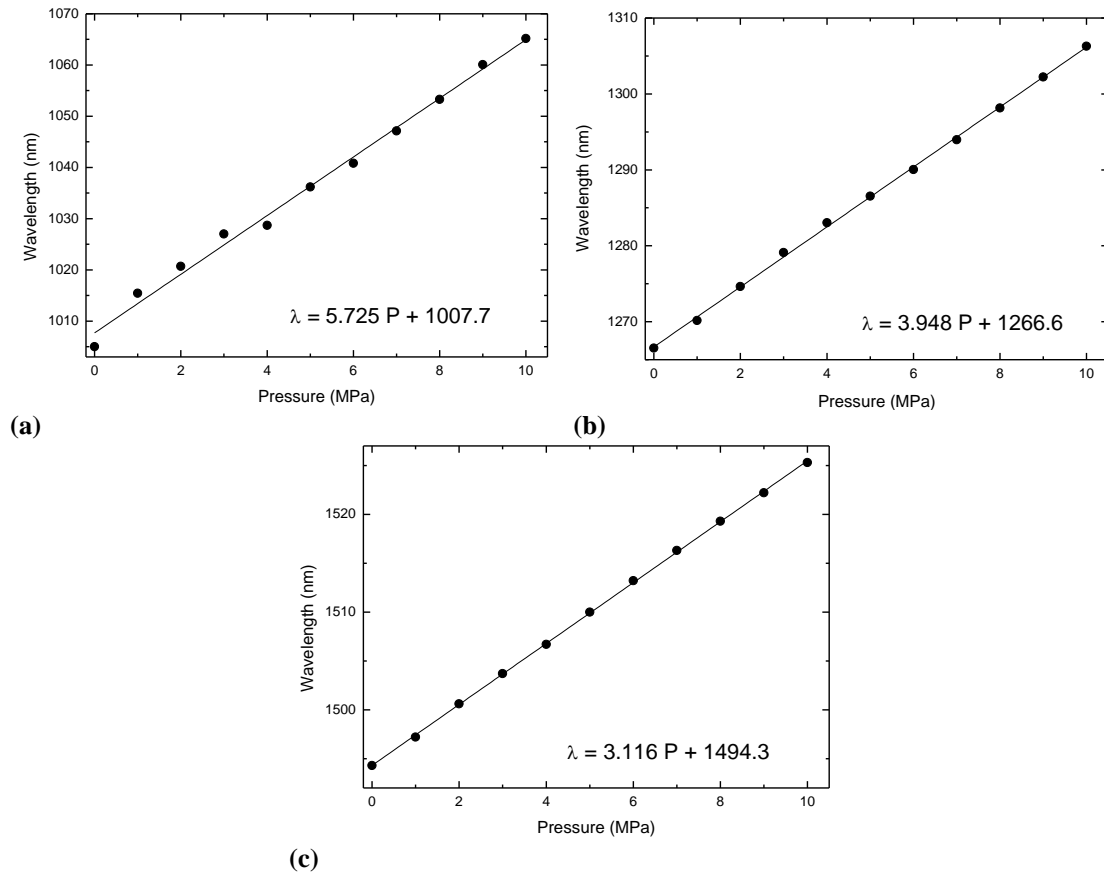 1070
1060
1050
1040
1030
1020
1010
0 2 4 6 8 10
Wavelength (nm)
Pressure (MPa)
λ = 5.725 P + 1007.7
(a)
1310
1300
1290
1280
1270
0 2 4 6 8 10
Wavelength (nm)
Pressure (MPa)
λ = 3.948 P + 1266.6
(b)
1520
1510
1500
0 2 4 6 8 10
Wavelength (nm)
Pressure (MPa)
λ = 3.116 P + 1494.3
(c)